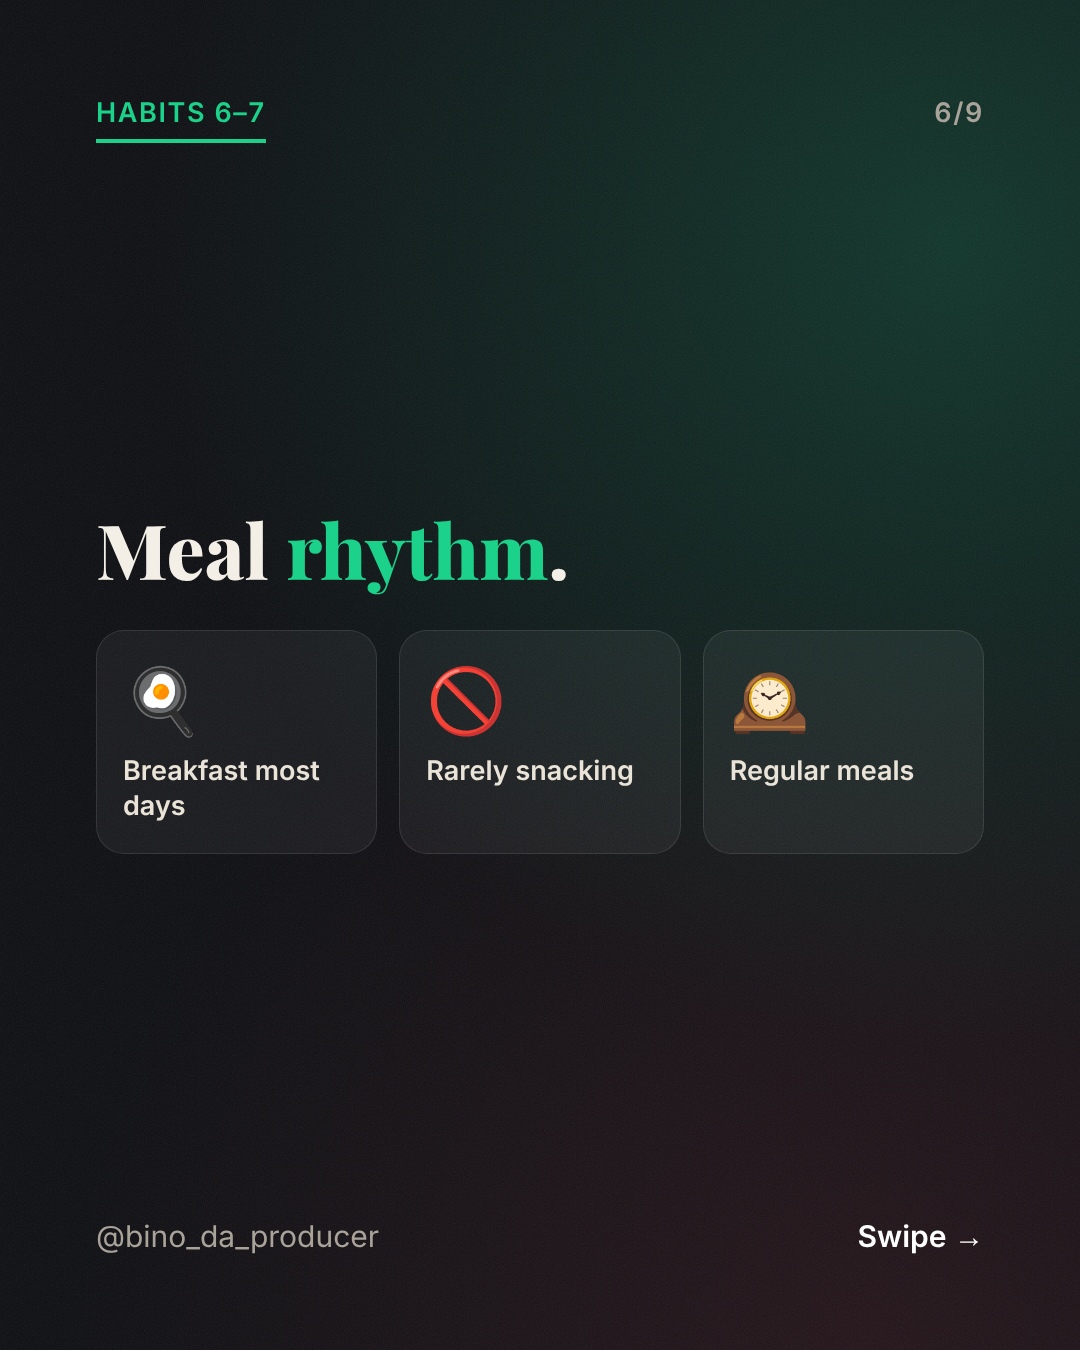 HABITS 6–7
6/9
Meal rhythm.
Breakfast most
days
Rarely snacking
Regular meals
@bino_da_producer
Swipe →